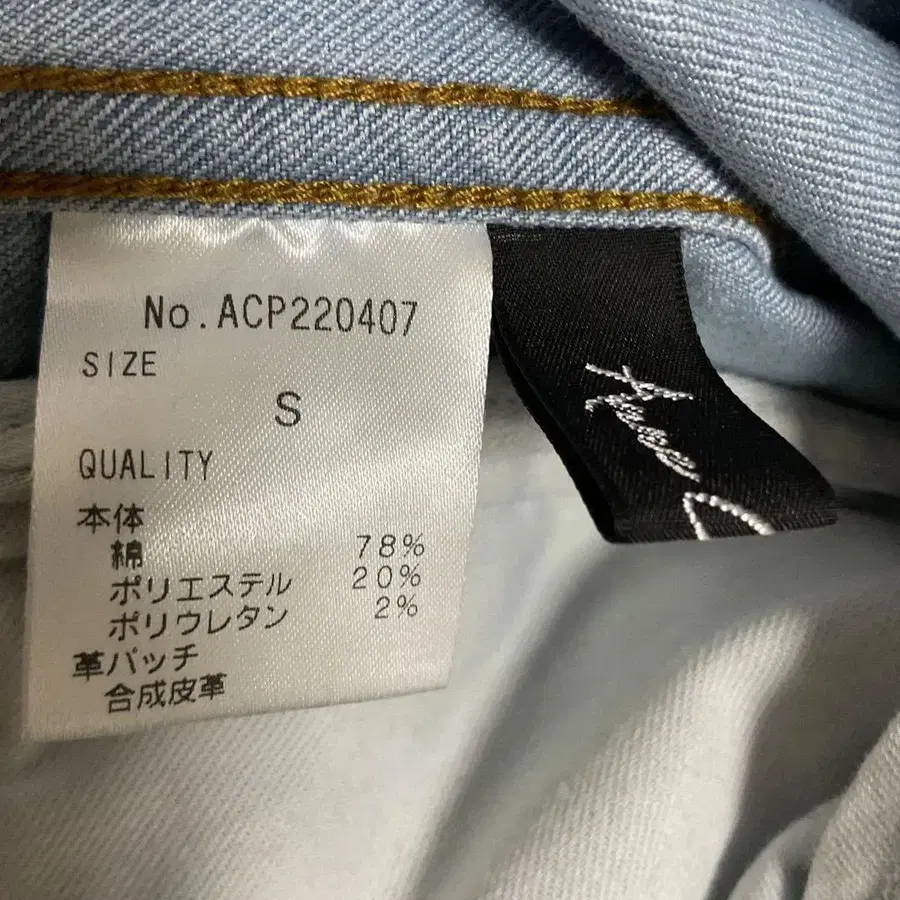 No.ACP220407
SIZE
S
QUALITY
本体
綿 78%
ポリエステル 20%
ポリウレタン 2%
革パッチ
合成皮革